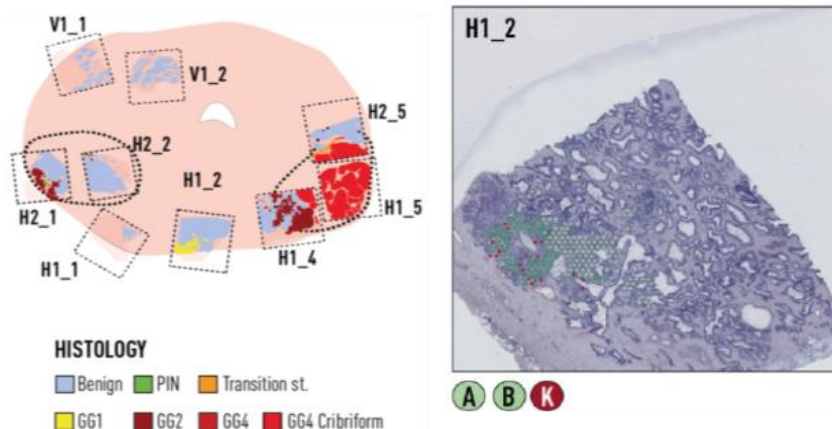 V1_1
V1_2
H2_5
H2_2
H1_2
H2_1
H1_5
H1_4
H1_1
HISTOLOGY
Benign PIN Transition st.
GG1 GG2 GG4 GG4 Cribriform
H1_2
A B K